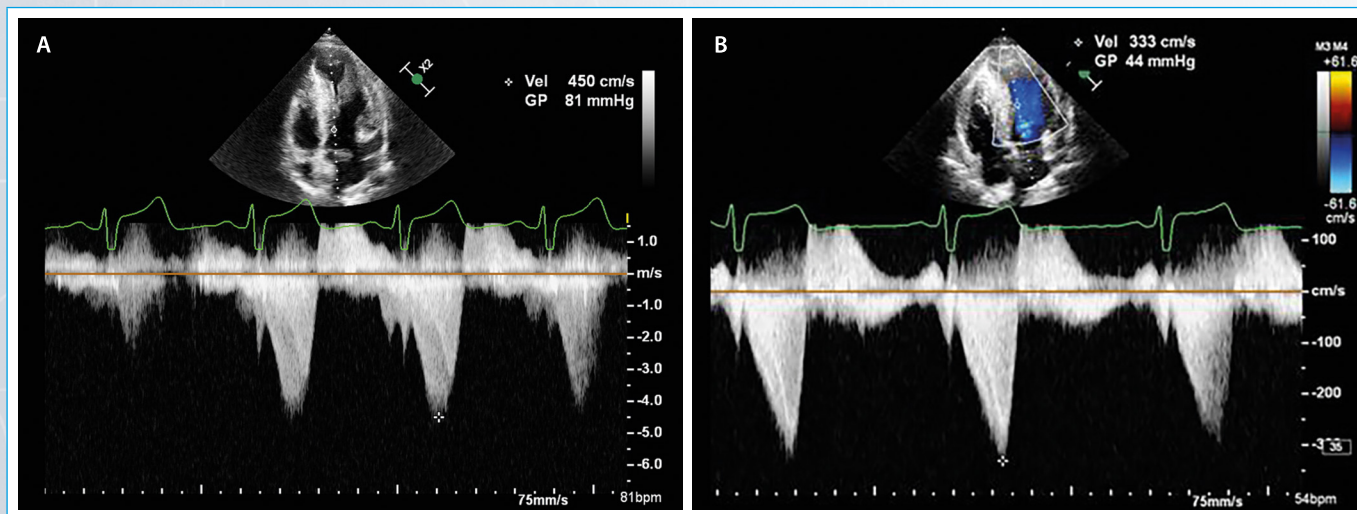 A
X2
Vel 450 cm/s
GP 81 mmHg
1.0
m/s
-1.0
-2.0
-3.0
-4.0
-5.0
-6.0
75mm/s
81bpm
B
Vel 333 cm/s
GP 44 mmHg
M3 M4
+61.6
-61.6
cm/s
100
cm/s
-100
-200
35
75mm/s
54bpm